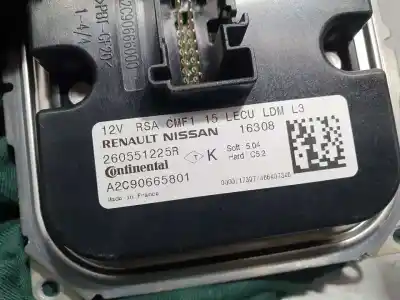 12V RSA CMF1 15 LECU LDM L3
RENAULT NISSAN 16308
260551225R
T K Soft 5.04
Hard C5.2
Continental
A2C90665801
Made in France